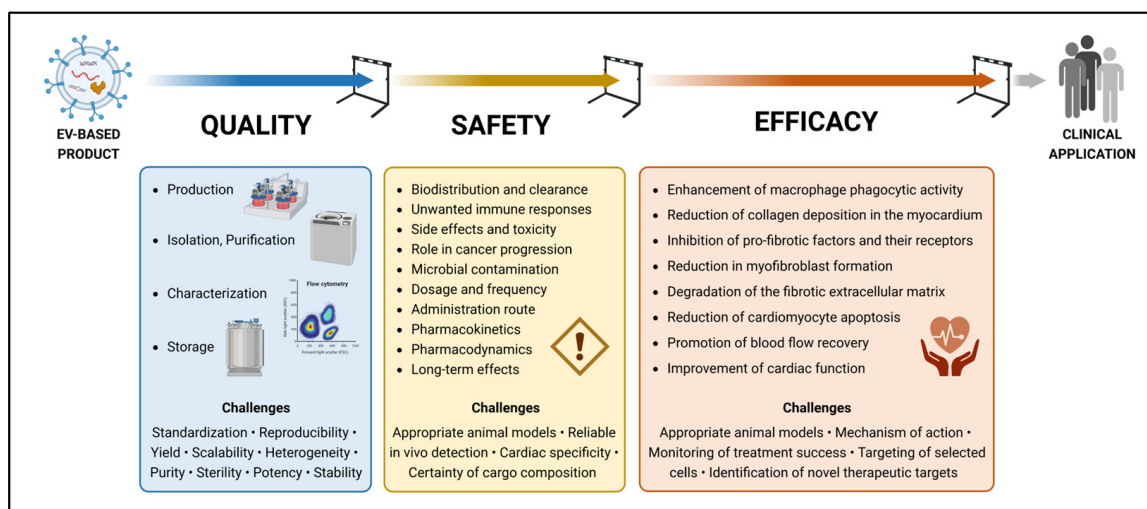 EV-BASED
PRODUCT
QUALITY
SAFETY
EFFICACY
CLINICAL
APPLICATION
• Production
• Isolation, Purification
• Characterization
• Storage
Flow cytometry
Forward light scatter (FSC)
Challenges
Standardization • Reproducibility •
Yield • Scalability • Heterogeneity •
Purity • Sterility • Potency • Stability
• Biodistribution and clearance
• Unwanted immune responses
• Side effects and toxicity
• Role in cancer progression
• Microbial contamination
• Dosage and frequency
• Administration route
• Pharmacokinetics
• Pharmacodynamics
• Long-term effects
Challenges
Appropriate animal models • Reliable
in vivo detection • Cardiac specificity •
Certainty of cargo composition
• Enhancement of macrophage phagocytic activity
• Reduction of collagen deposition in the myocardium
• Inhibition of pro-fibrotic factors and their receptors
• Reduction in myofibroblast formation
• Degradation of the fibrotic extracellular matrix
• Reduction of cardiomyocyte apoptosis
• Promotion of blood flow recovery
• Improvement of cardiac function
Challenges
Appropriate animal models • Mechanism of action •
Monitoring of treatment success • Targeting of selected
cells • Identification of novel therapeutic targets